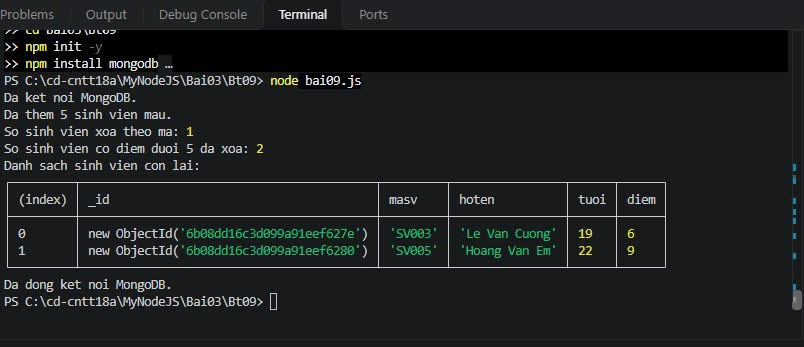 Problems Output Debug Console Terminal Ports
>> cd Bai03\Bt09
>> npm init -y
>> npm install mongodb …
PS C:\cd-cntt18a\MyNodeJS\Bai03\Bt09> node bai09.js
Da ket noi MongoDB.
Da them 5 sinh vien mau.
So sinh vien xoa theo ma: 1
So sinh vien co diem duoi 5 da xoa: 2
Danh sach sinh vien con lai:
(index) _id masv hoten tuoi diem
0 new ObjectId('6b08dd16c3d099a91eef627e') 'SV003' 'Le Van Cuong' 19 6
1 new ObjectId('6b08dd16c3d099a91eef6280') 'SV005' 'Hoang Van Em' 22 9
Da dong ket noi MongoDB.
PS C:\cd-cntt18a\MyNodeJS\Bai03\Bt09>